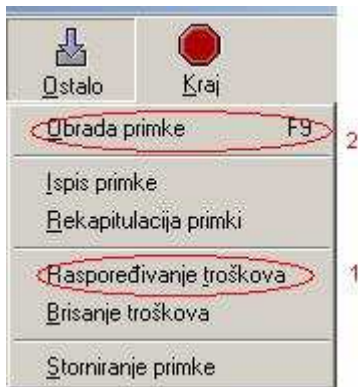 Ostalo Kraj
Obrada primke F9 2
Ispis primke
Rekapitulacija primki
Raspoređivanje troškova 1
Brisanje troškova
Storniranje primke